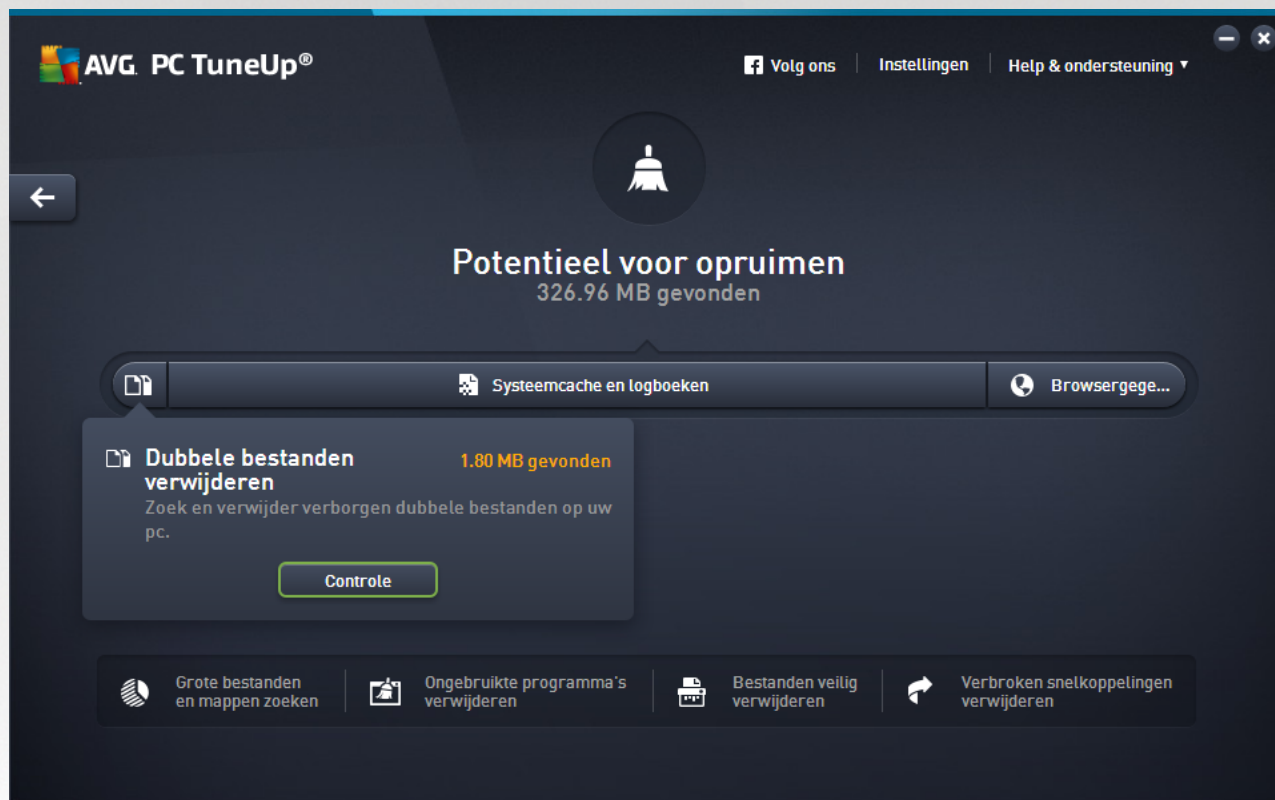 AVG. PC TuneUp®
Volg ons
Instellingen
Help & ondersteuning
Potentieel voor opruimen
326.96 MB gevonden
Systeemcache en logboeken
Browsergege...
Dubbele bestanden
verwijderen
1.80 MB gevonden
Zoek en verwijder verborgen dubbele bestanden op uw
pc.
Controle
Grote bestanden
en mappen zoeken
Ongebruikte programma's
verwijderen
Bestanden veilig
verwijderen
Verbroken snelkoppelingen
verwijderen